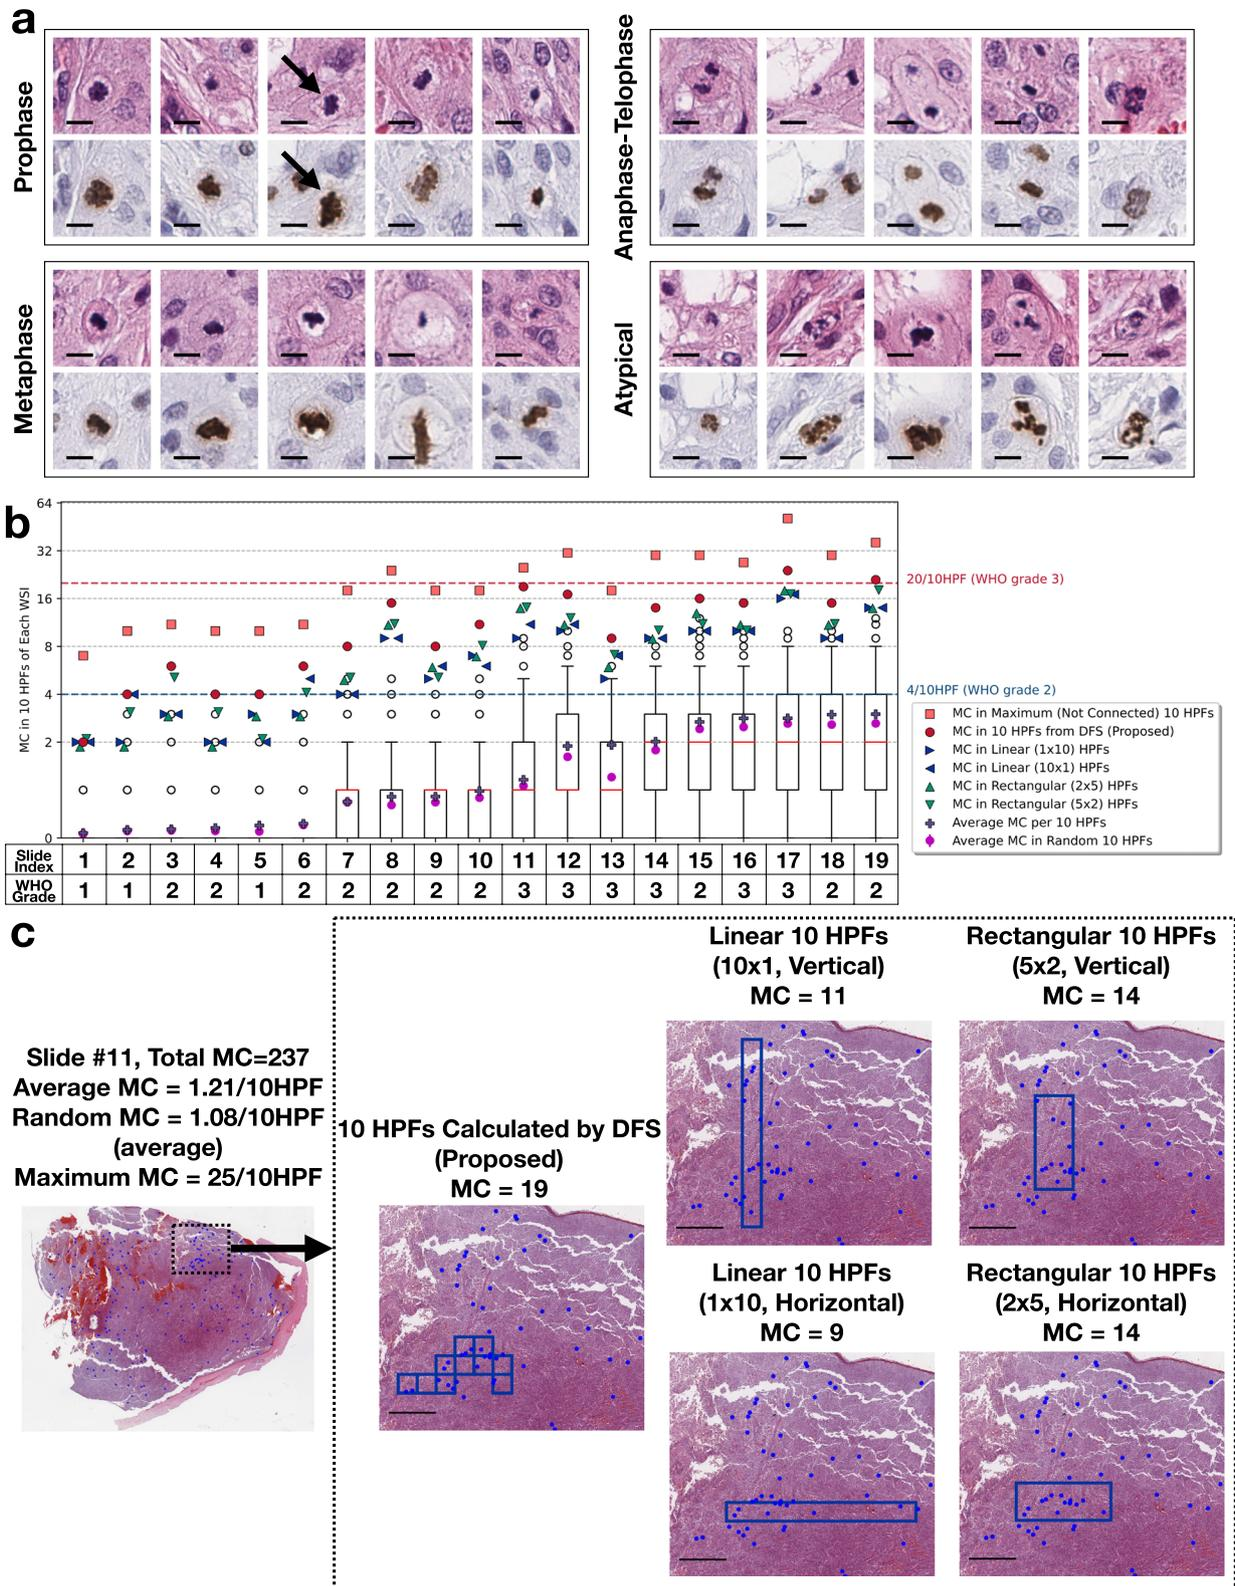 a
Prophase
Anaphase-Telophase
Metaphase
Atypical
b
64
32
16
8
4
2
0
MC in 10 HPFs of Each WSI
20/10HPF (WHO grade 3)
4/10HPF (WHO grade 2)
MC in Maximum (Not Connected) 10 HPFs
MC in 10 HPFs from DFS (Proposed)
MC in Linear (1x10) HPFs
MC in Linear (10x1) HPFs
MC in Rectangular (2x5) HPFs
MC in Rectangular (5x2) HPFs
Average MC per 10 HPFs
Average MC in Random 10 HPFs
Slide Index 1 2 3 4 5 6 7 8 9 10 11 12 13 14 15 16 17 18 19
WHO Grade 1 1 2 2 1 2 2 2 2 2 3 3 3 3 2 3 3 2 2
c
Slide #11, Total MC=237
Average MC = 1.21/10HPF
Random MC = 1.08/10HPF
(average)
Maximum MC = 25/10HPF
10 HPFs Calculated by DFS
(Proposed)
MC = 19
Linear 10 HPFs
(10x1, Vertical)
MC = 11
Rectangular 10 HPFs
(5x2, Vertical)
MC = 14
Linear 10 HPFs
(1x10, Horizontal)
MC = 9
Rectangular 10 HPFs
(2x5, Horizontal)
MC = 14